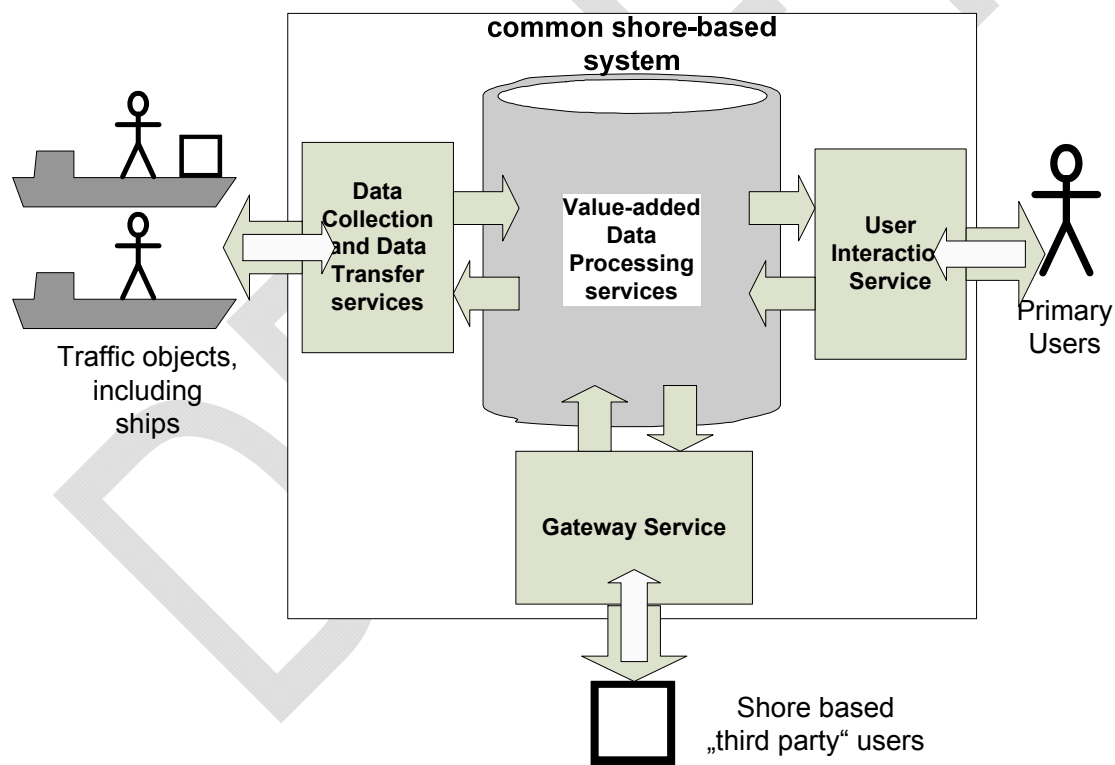 common shore-based
system
Data
Collection
and Data
Transfer
services
Value-added
Data
Processing
services
User
Interactio
Service
Primary
Users
Traffic objects,
including
ships
Gateway Service
Shore based
„third party“ users